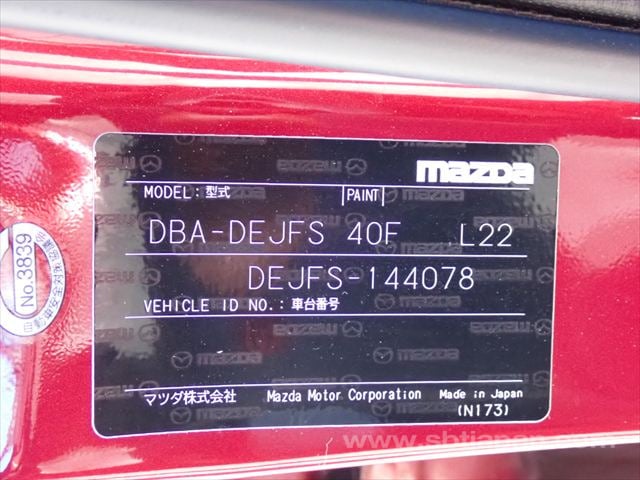 mazda
MODEL: 型式 PAINT
DBA-DEJFS 40F L22
DEJFS-144078
VEHICLE ID NO.: 車台番号
マツダ株式会社 Mazda Motor Corporation Made in Japan
(N173)
No.3839
www.sbtjapan.com